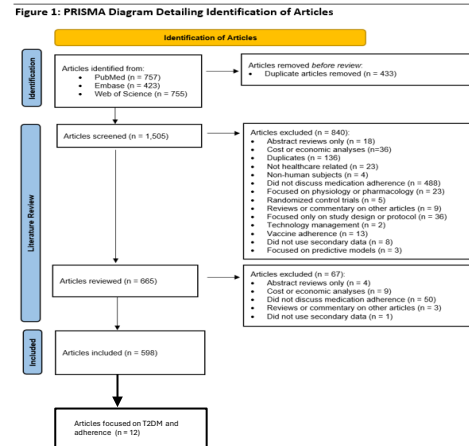 Figure 1: PRISMA Diagram Detailing Identification of Articles
Identification of Articles
Identification
Articles identified from:
• PubMed (n = 757)
• Embase (n = 423)
• Web of Science (n = 755)
Articles removed before review:
• Duplicate articles removed (n = 433)
Literature Review
Articles screened (n = 1,505)
Articles excluded (n = 840):
• Abstract reviews only (n = 18)
• Cost or economic analyses (n=36)
• Duplicates (n = 136)
• Not healthcare related (n = 23)
• Non-human subjects (n = 4)
• Did not discuss medication adherence (n = 488)
• Focused on physiology or pharmacology (n = 23)
• Randomized control trials (n = 5)
• Reviews or commentary on other articles (n = 9)
• Focused only on study design or protocol (n = 36)
• Technology management (n = 2)
• Vaccine adherence (n = 13)
• Did not use secondary data (n = 8)
• Focused on predictive models (n = 3)
Articles reviewed (n = 665)
Articles excluded (n = 67):
• Abstract reviews only (n = 4)
• Cost or economic analyses (n = 9)
• Did not discuss medication adherence (n = 50)
• Reviews or commentary on other articles (n = 3)
• Did not use secondary data (n = 1)
Included
Articles included (n = 598)
Articles focused on T2DM and
adherence (n = 12)